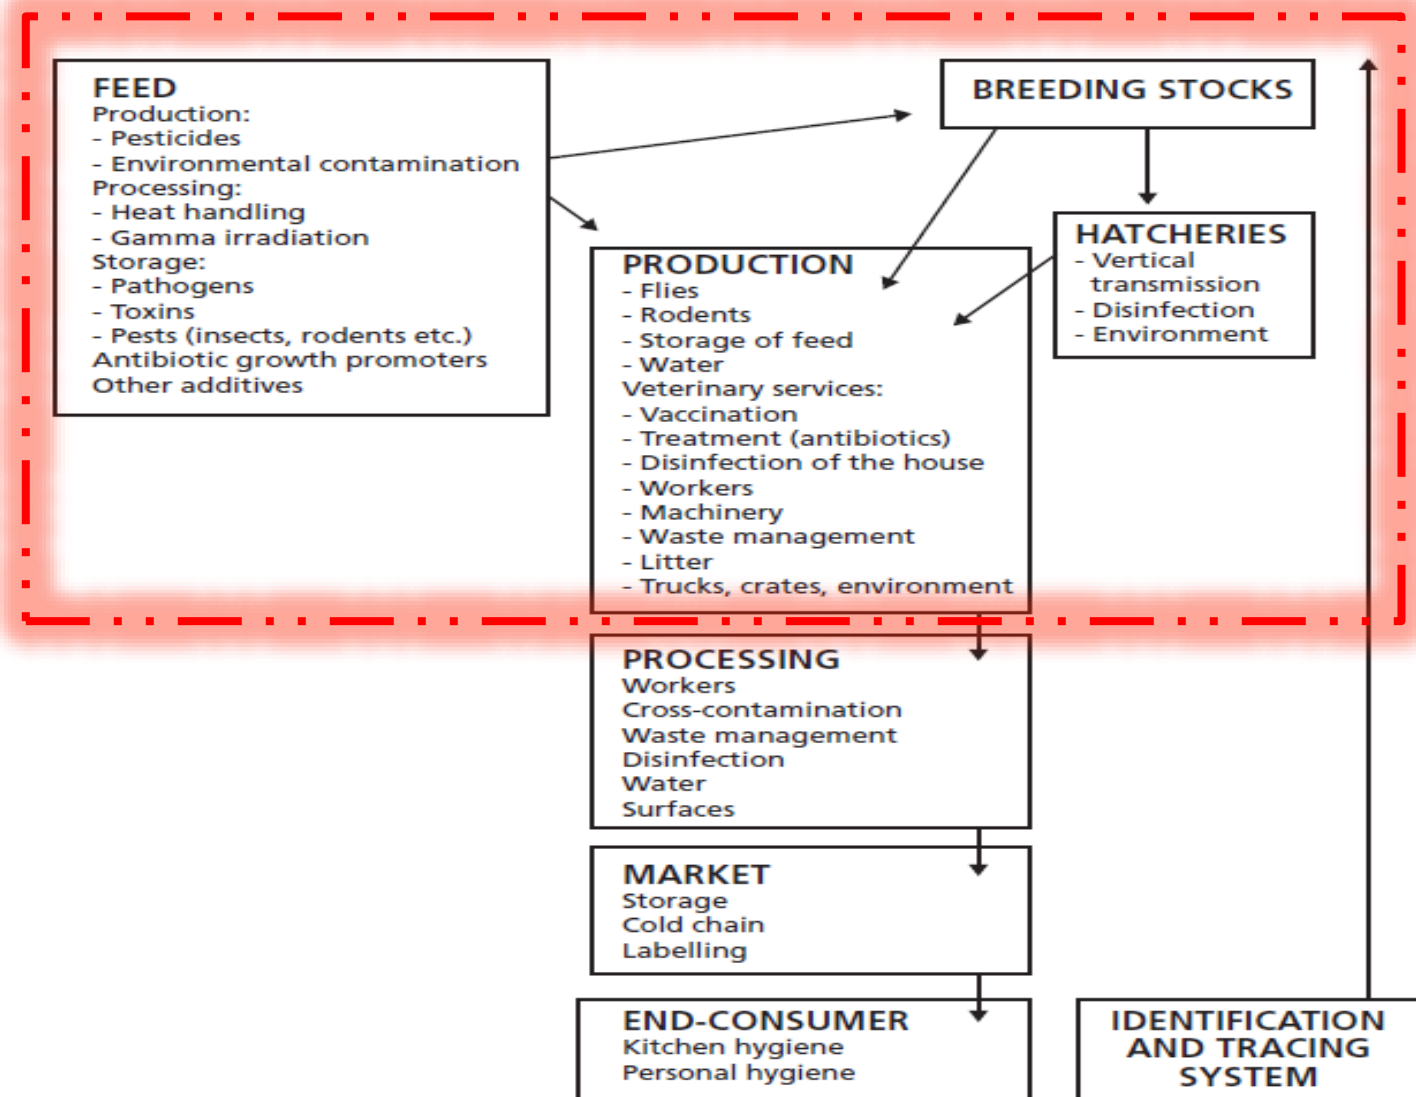 FEED
Production:
- Pesticides
- Environmental contamination
Processing:
- Heat handling
- Gamma irradiation
Storage:
- Pathogens
- Toxins
- Pests (insects, rodents etc.)
Antibiotic growth promoters
Other additives
BREEDING STOCKS
HATCHERIES
- Vertical
transmission
- Disinfection
- Environment
PRODUCTION
- Flies
- Rodents
- Storage of feed
- Water
Veterinary services:
- Vaccination
- Treatment (antibiotics)
- Disinfection of the house
- Workers
- Machinery
- Waste management
- Litter
- Trucks, crates, environment
PROCESSING
Workers
Cross-contamination
Waste management
Disinfection
Water
Surfaces
MARKET
Storage
Cold chain
Labelling
END-CONSUMER
Kitchen hygiene
Personal hygiene
IDENTIFICATION
AND TRACING
SYSTEM